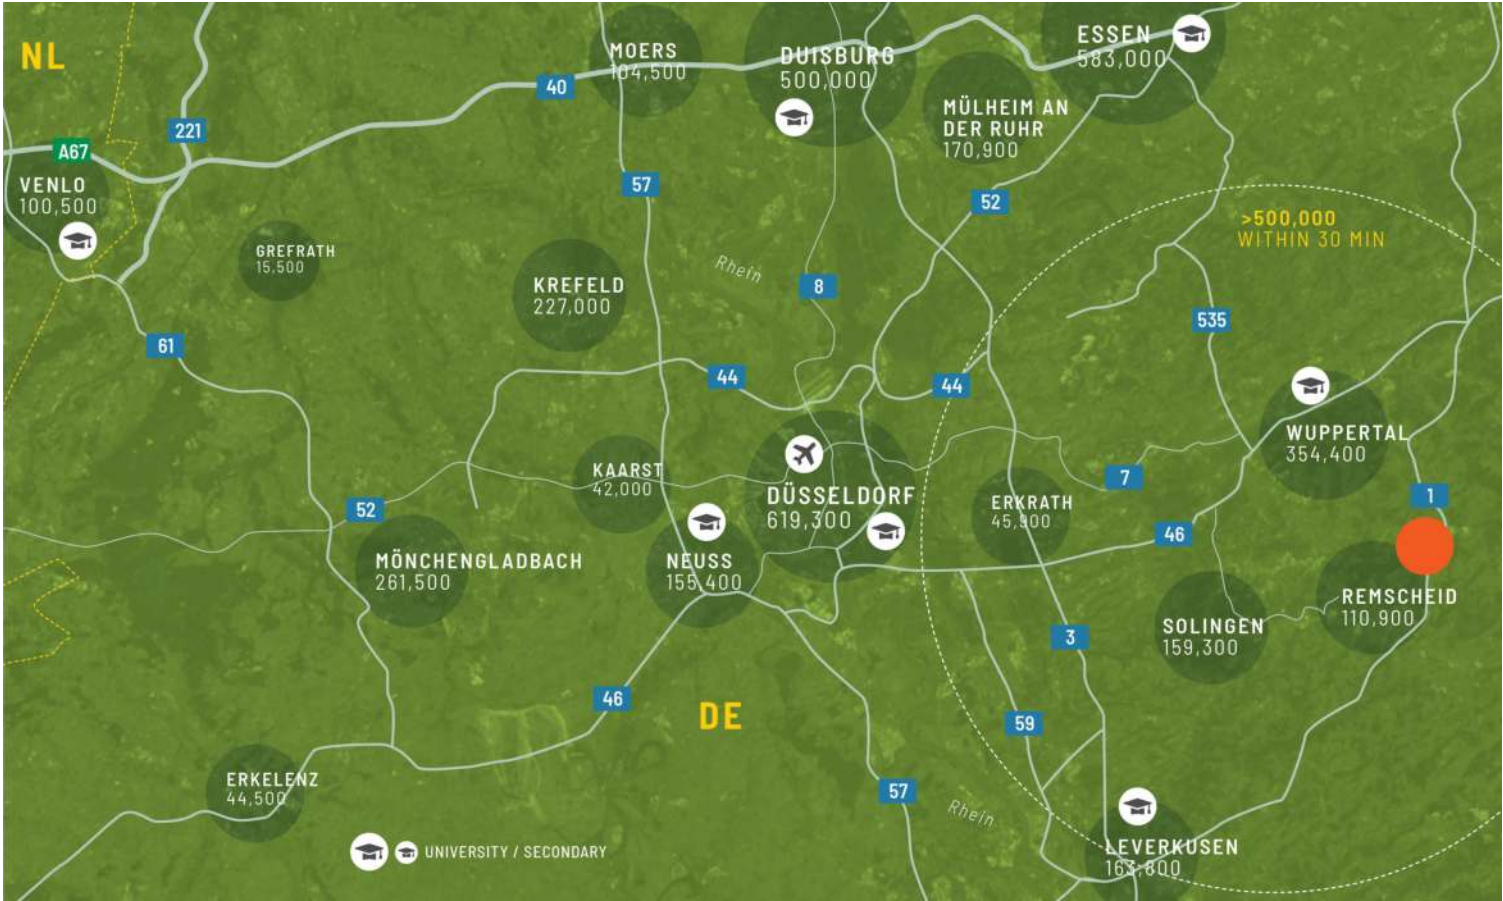 NL
MOERS
104,500
DUISBURG
500,000
ESSEN
583,000
40
MÜLHEIM AN
DER RUHR
170,900
221
A67
VENLO
100,500
57
52
>500,000
WITHIN 30 MIN
GREFRATH
15,500
Rhein
KREFELD
227,000
8
535
61
44
44
WUPPERTAL
354,400
KAARST
42,000
7
DÜSSELDORF
619,300
ERKRATH
45,900
1
52
46
MÖNCHENGLADBACH
261,500
NEUSS
155,400
REMSCHEID
110,900
SOLINGEN
159,300
3
46
DE
59
ERKELENZ
44,500
57
Rhein
UNIVERSITY / SECONDARY
LEVERKUSEN
163,800